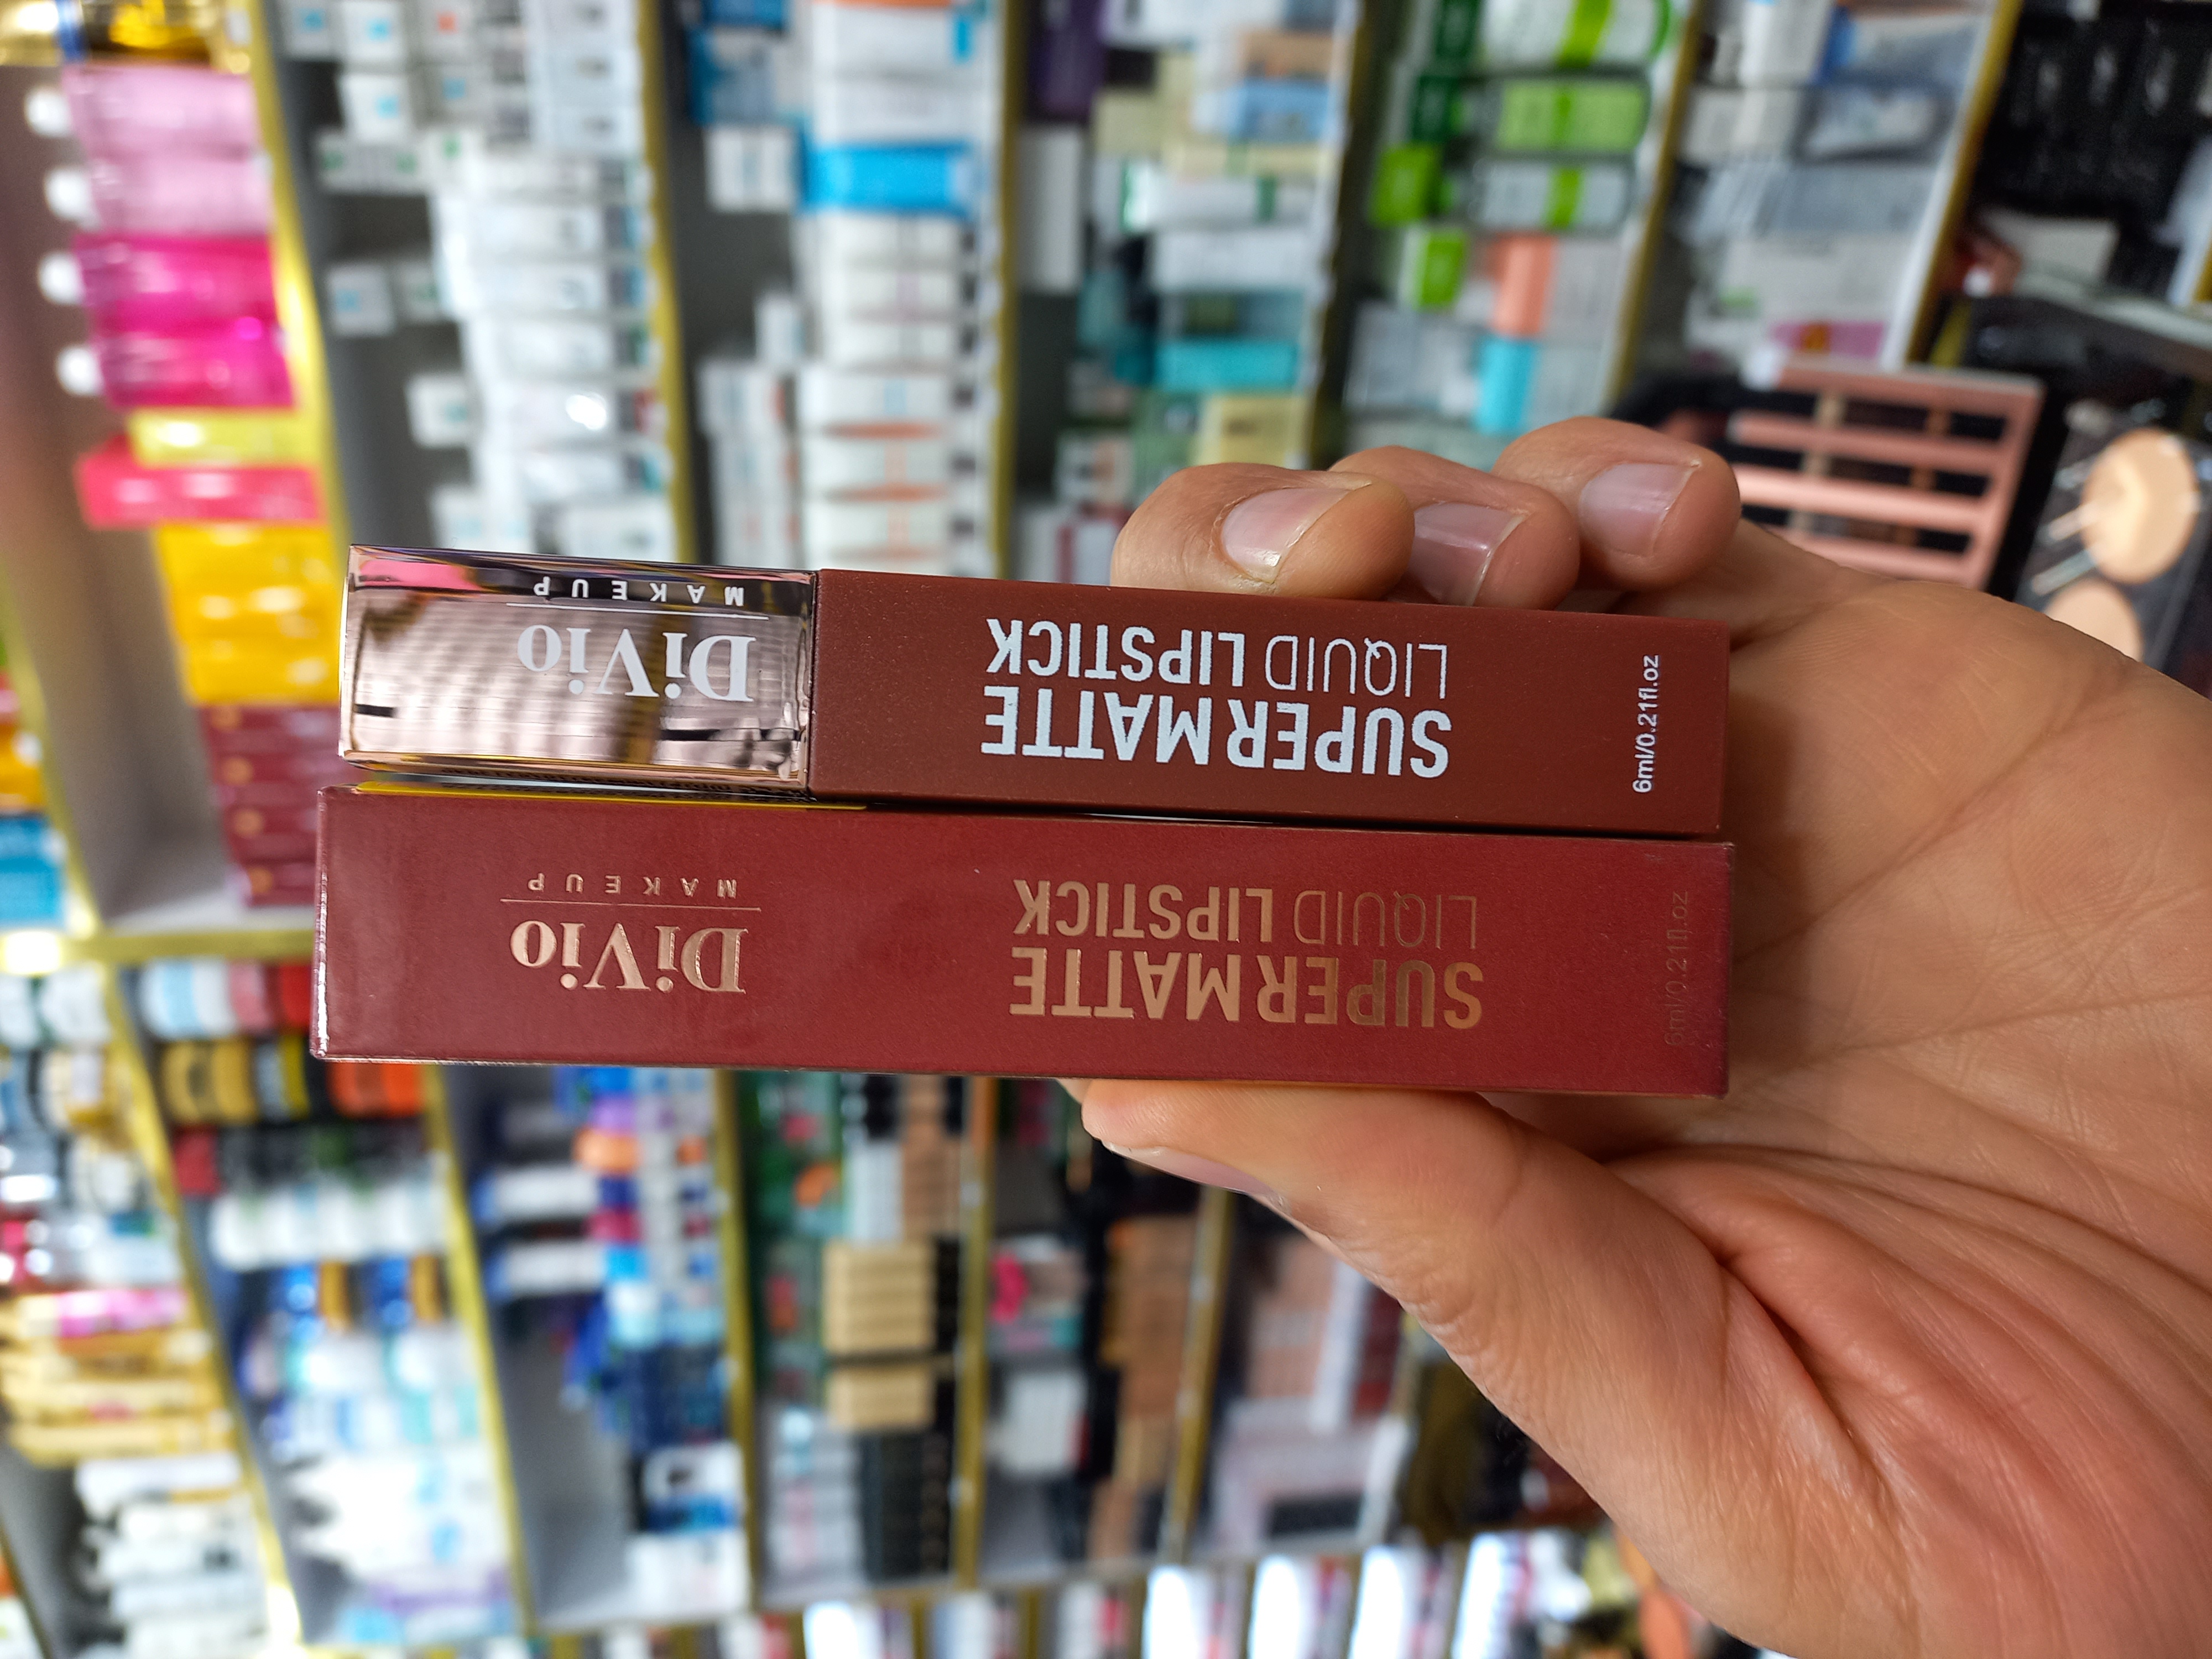 DiVio
MAKEUP
SUPER MATTE
LIQUID LIPSTICK
6ml/0.21fl.oz
DiVio
MAKEUP
SUPER MATTE
LIQUID LIPSTICK
6ml/0.21fl.oz